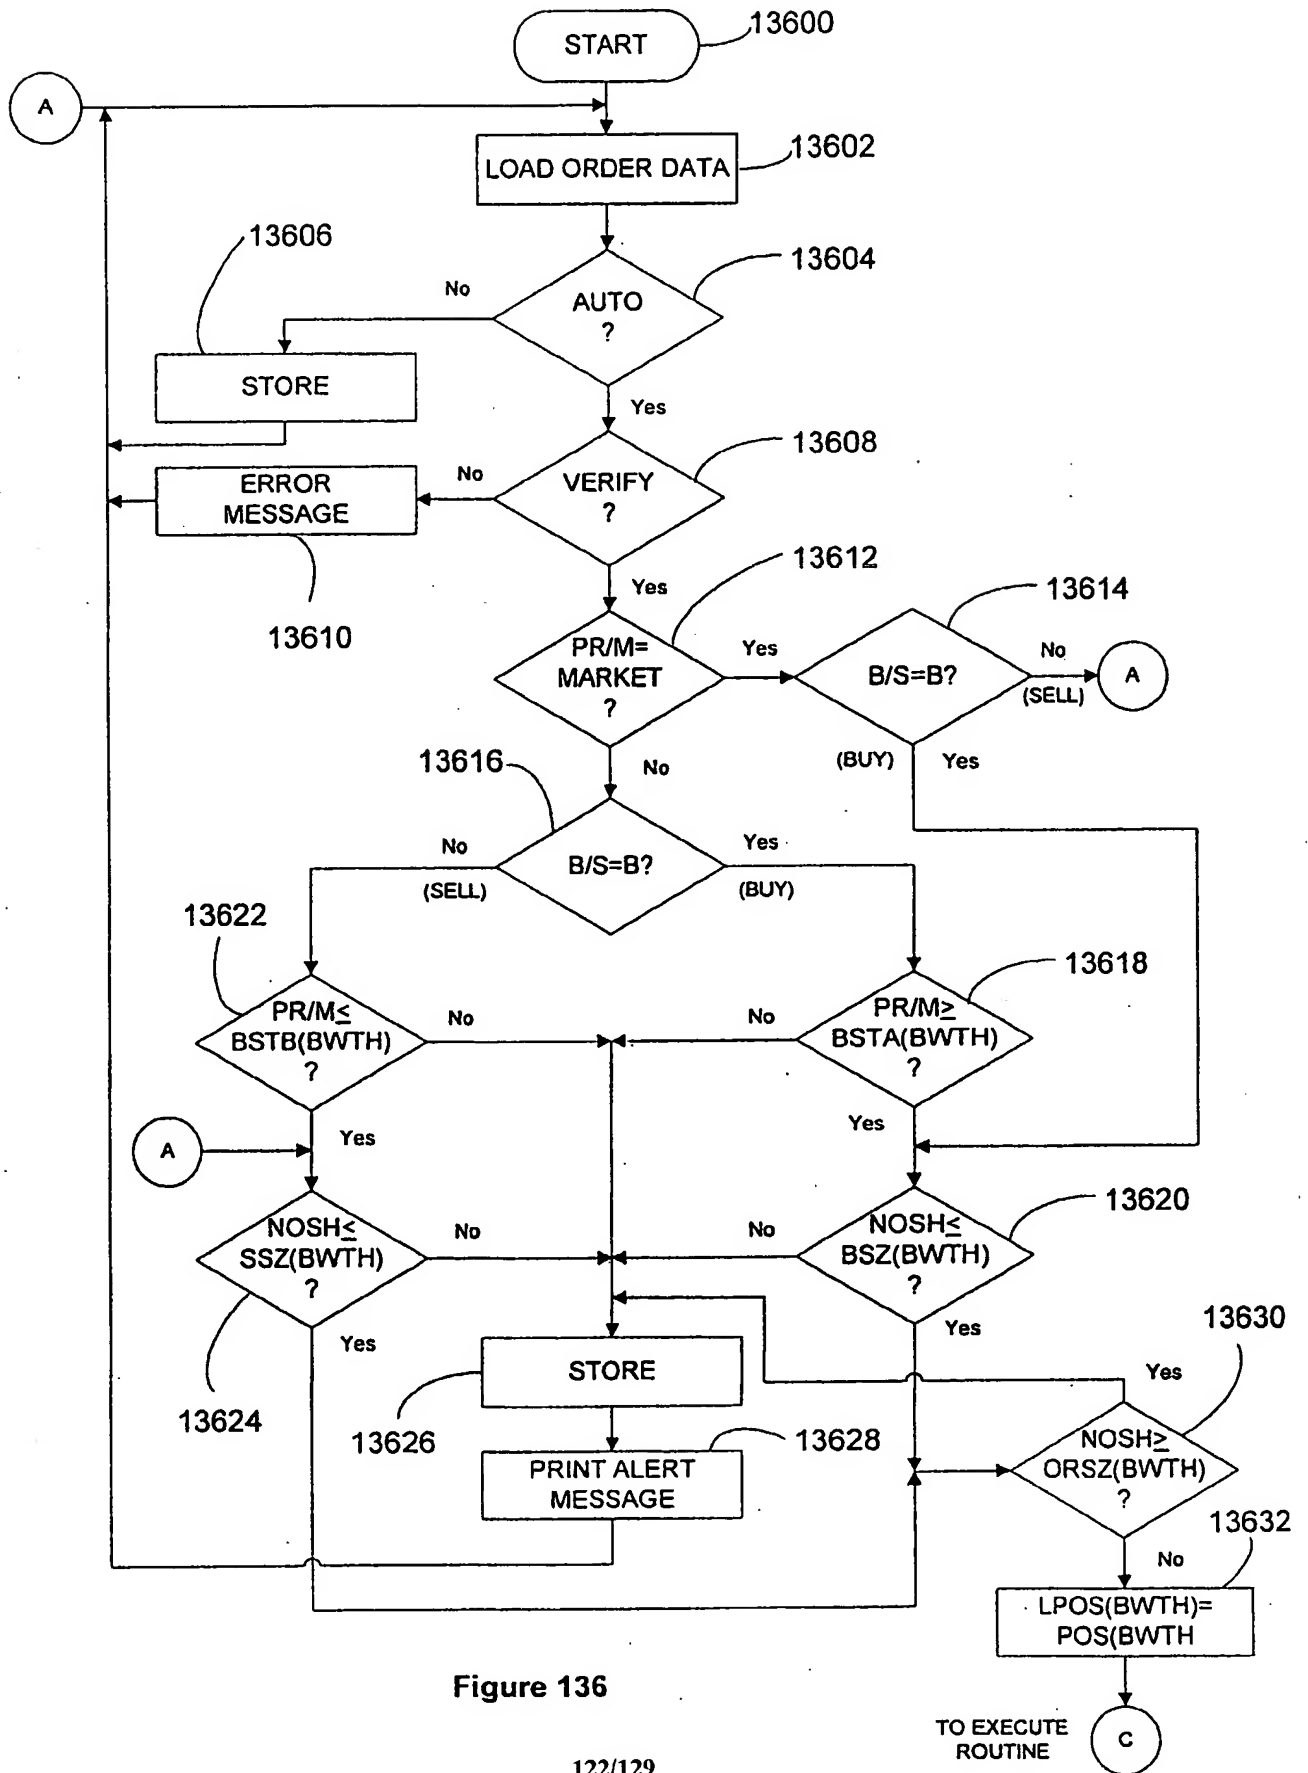 START
13600
A
LOAD ORDER DATA
13602
13606
No
AUTO
?
13604
STORE
Yes
ERROR
MESSAGE
No
VERIFY
?
13608
13610
Yes
13612
PR/M=
MARKET
?
Yes
13614
B/S=B?
No
(SELL)
A
13616
No
(BUY)
Yes
No
(SELL)
B/S=B?
Yes
(BUY)
13622
PR/M≤
BSTB(BWTH)
?
No
No
PR/M≥
BSTA(BWTH)
?
13618
A
Yes
Yes
NOSH≤
SSZ(BWTH)
?
No
No
NOSH≤
BSZ(BWTH)
?
13620
Yes
Yes
13624
STORE
13626
Yes
13630
PRINT ALERT
MESSAGE
13628
NOSH≥
ORSZ(BWTH)
?
No
13632
LPOS(BWTH)=
POS(BWTH
Figure 136
TO EXECUTE
ROUTINE
C
122/129